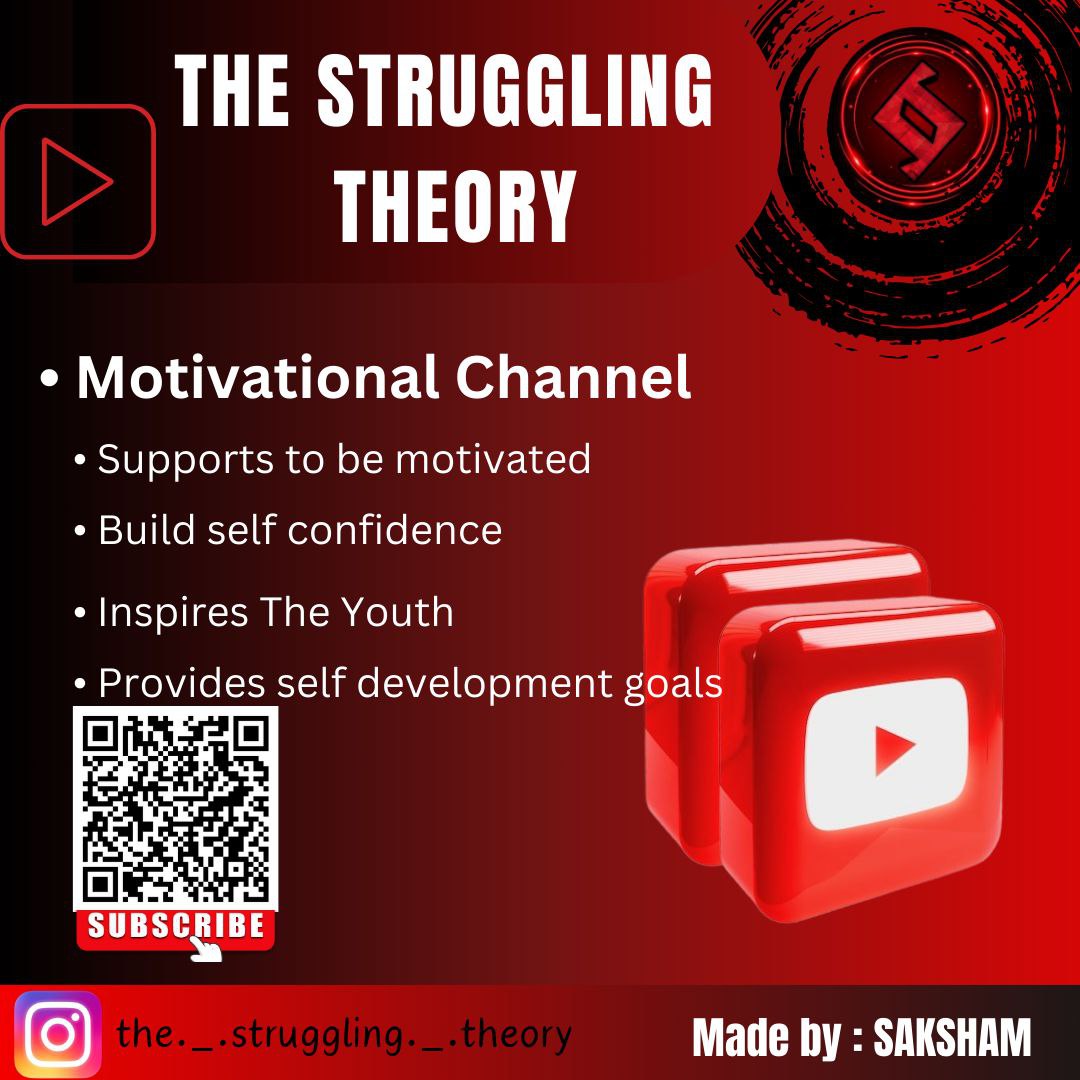 THE STRUGGLING
THEORY
• Motivational Channel
• Supports to be motivated
• Build self confidence
• Inspires The Youth
• Provides self development goals
SUBSCRIBE
the._.struggling._.theory
Made by : SAKSHAM